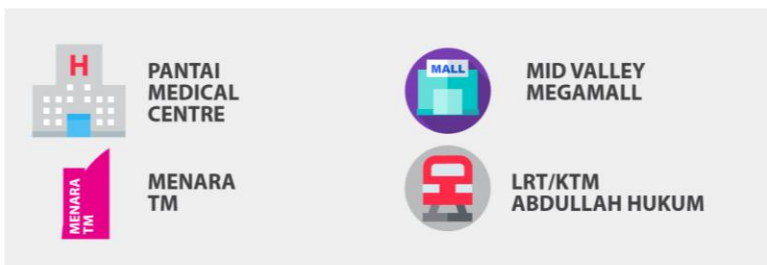 H
PANTAI
MEDICAL
CENTRE
MALL
MID VALLEY
MEGAMALL
MENARA
TM
MENARA
TM
LRT/KTM
ABDULLAH HUKUM